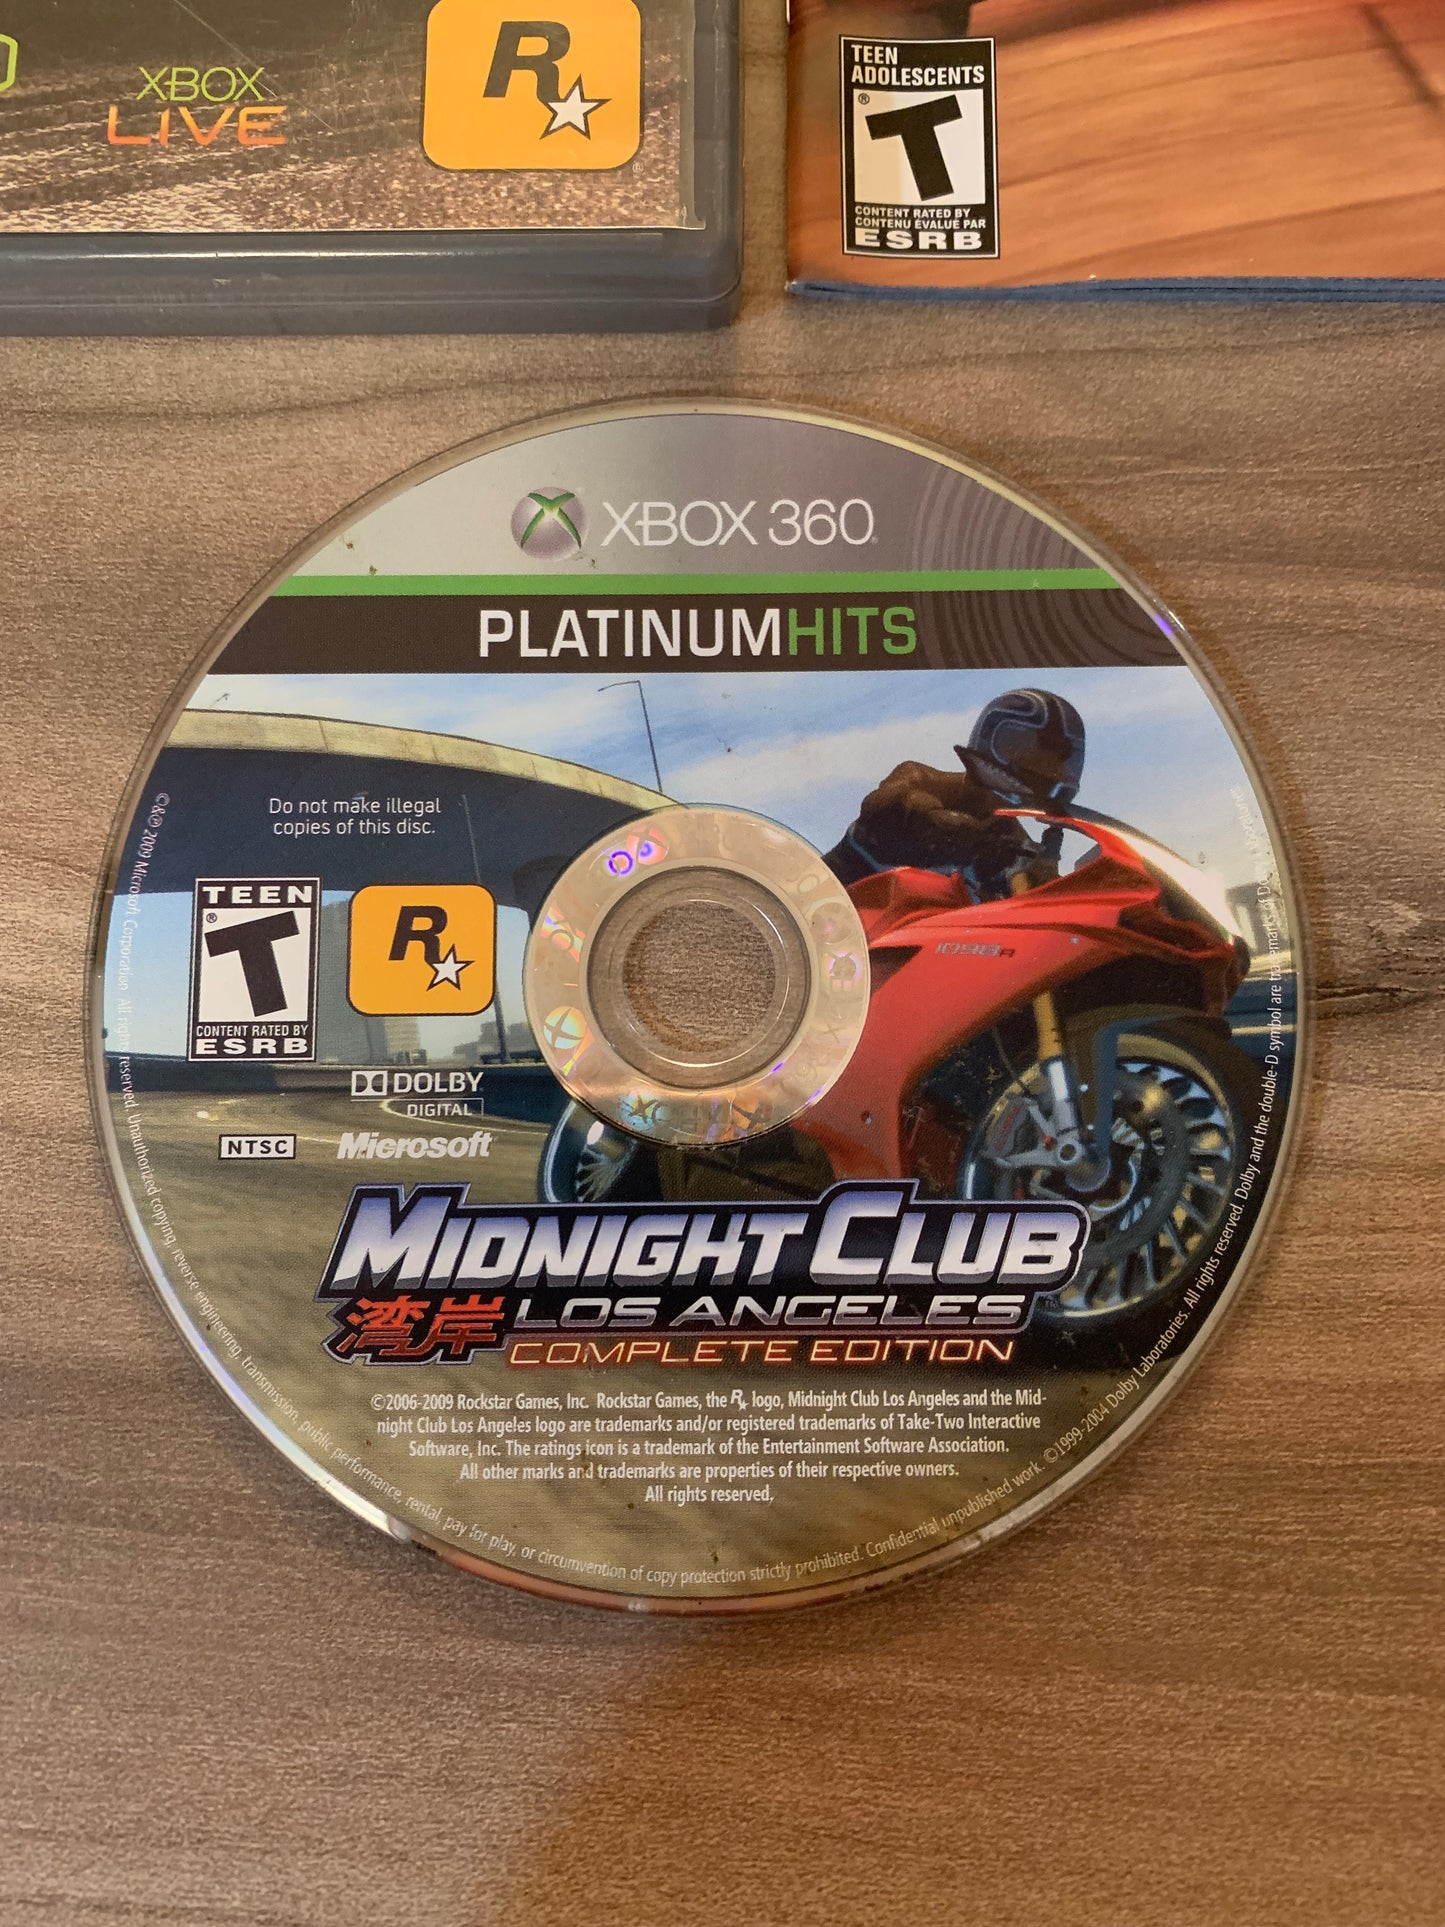 XBOX
LIVE
R
®
TEEN
ADOLESCENTS
®
T
CONTENT RATED BY
CONTENU ÉVALUÉ PAR
ESRB
XBOX 360
PLATINUMHITS
Do not make illegal
copies of this disc.
TEEN
®
T
CONTENT RATED BY
ESRB
R
DOLBY
DIGITAL
NTSC
Microsoft
1098R
MIDNIGHT CLUB
湾岸 LOS ANGELES
COMPLETE EDITION
©2006-2009 Rockstar Games, Inc. Rockstar Games, the R logo, Midnight Club Los Angeles and the Mid-
night Club Los Angeles logo are trademarks and/or registered trademarks of Take-Two Interactive
Software, Inc. The ratings icon is a trademark of the Entertainment Software Association.
All other marks and trademarks are properties of their respective owners.
All rights reserved.
©&℗ 2009 Microsoft Corporation. All rights reserved. Unauthorized copying, reverse engineering, transmission, public performance, rental, pay for play, or circumvention of copy protection strictly prohibited. Confidential unpublished work. ©1999-2004 Dolby Laboratories. All rights reserved. Dolby and the double-D symbol are trademarks of Dolby Laboratories.